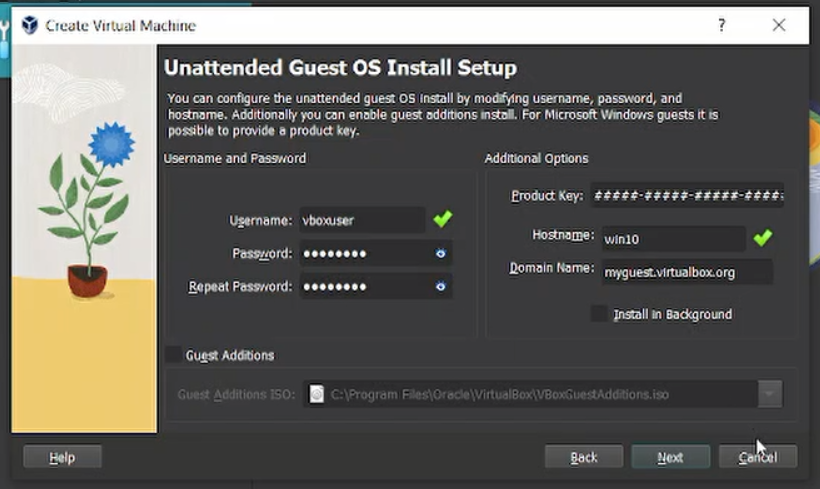 Create Virtual Machine
?
Unattended Guest OS Install Setup
You can configure the unattended guest OS install by modifying username, password, and
hostname. Additionally you can enable guest additions install. For Microsoft Windows guests it is
possible to provide a product key.
Username and Password
Username: vboxuser
Password: ••••••••
Repeat Password: ••••••••
Additional Options
Product Key: #####-#####-#####-####
Hostname: win10
Domain Name: myguest.virtualbox.org
Install in Background
Guest Additions
Guest Additions ISO: C:\Program Files\Oracle\VirtualBox\VBoxGuestAdditions.iso
Help
Back
Next
Cancel